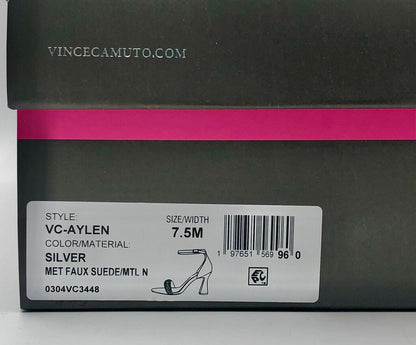 VINCECAMUTO.COM
STYLE:
VC-AYLEN
COLOR/MATERIAL:
SILVER
MET FAUX SUEDE/MTL N
0304VC3448
SIZE/WIDTH
7.5M
1 97651 569 96 0